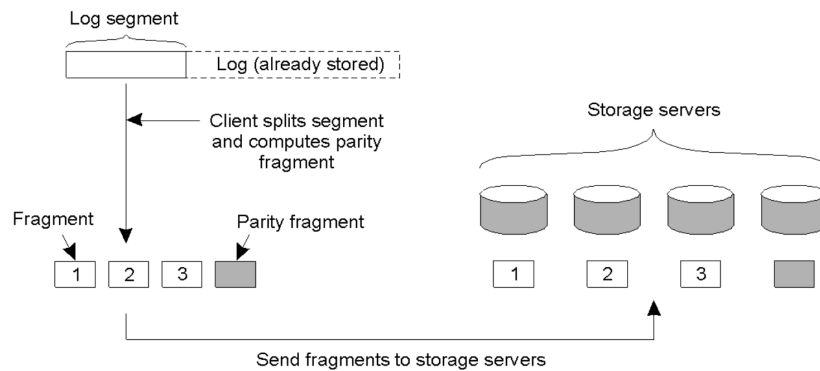 Log segment
Log (already stored)
Client splits segment
and computes parity
fragment
Storage servers
Fragment
Parity fragment
1 2 3
1 2 3
Send fragments to storage servers